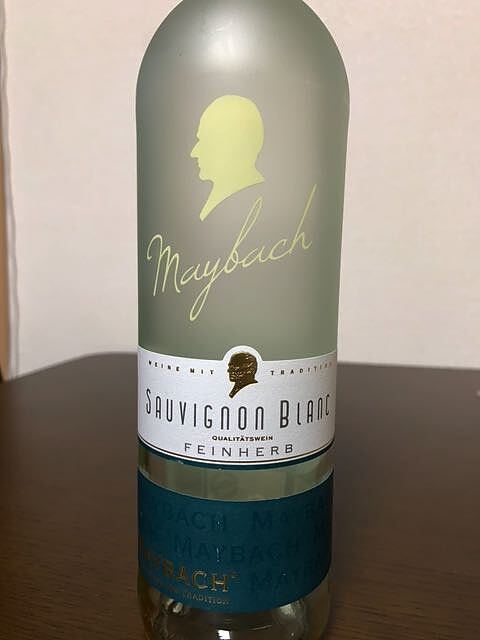 Maybach
WEINE MIT TRADITION
SAUVIGNON BLANC
QUALITÄTSWEIN
FEINHERB
MAYBACH MAYBACH
MAYBACH
MAYBACH
MAYBACH
TRADITION